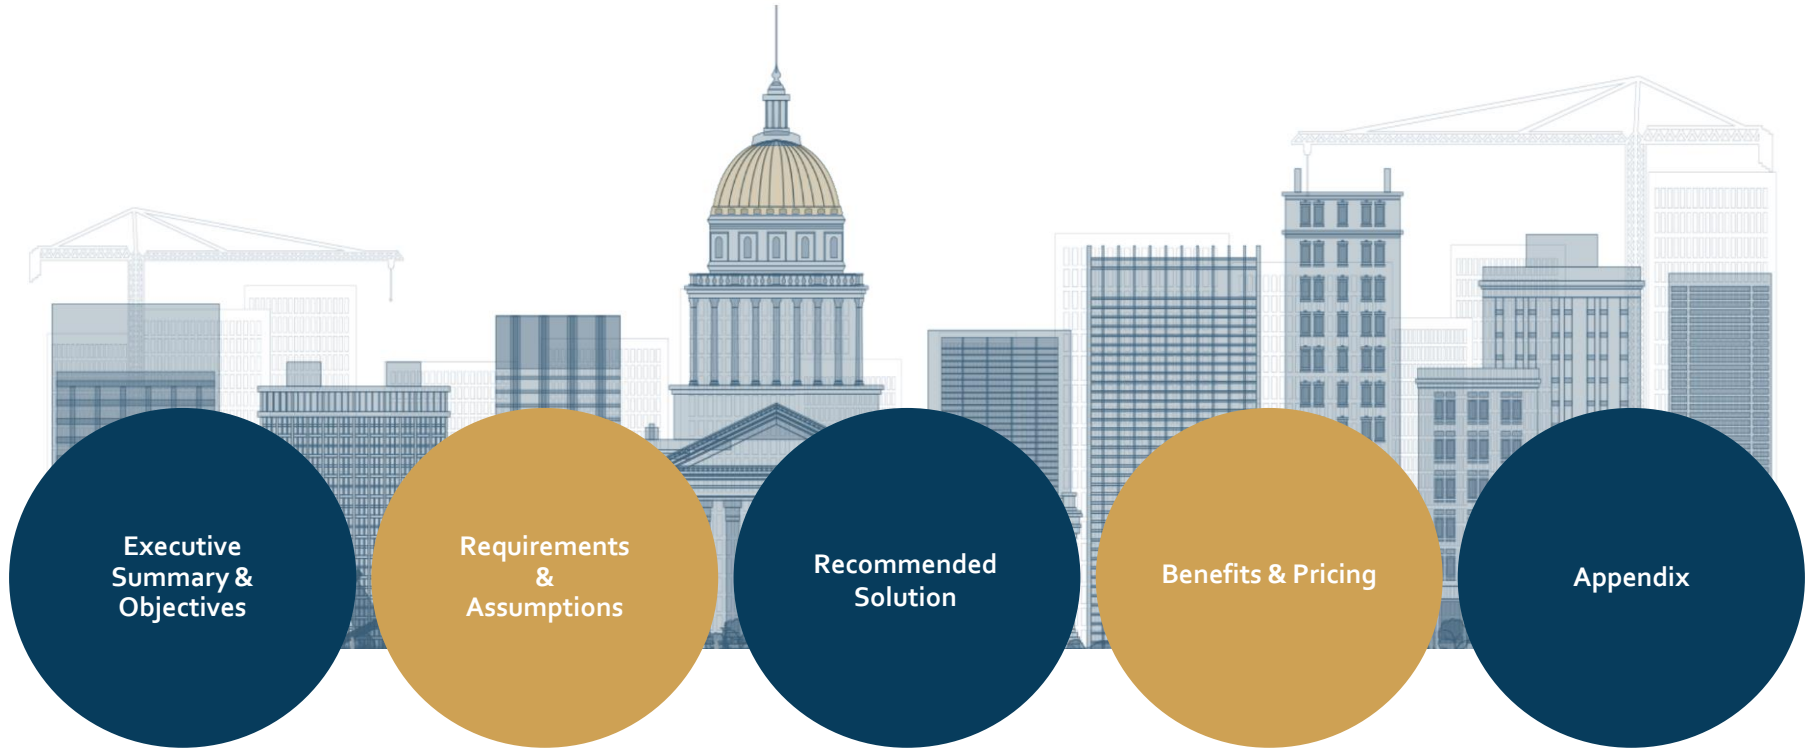 Executive
Summary &
Objectives
Requirements
&
Assumptions
Recommended
Solution
Benefits & Pricing
Appendix